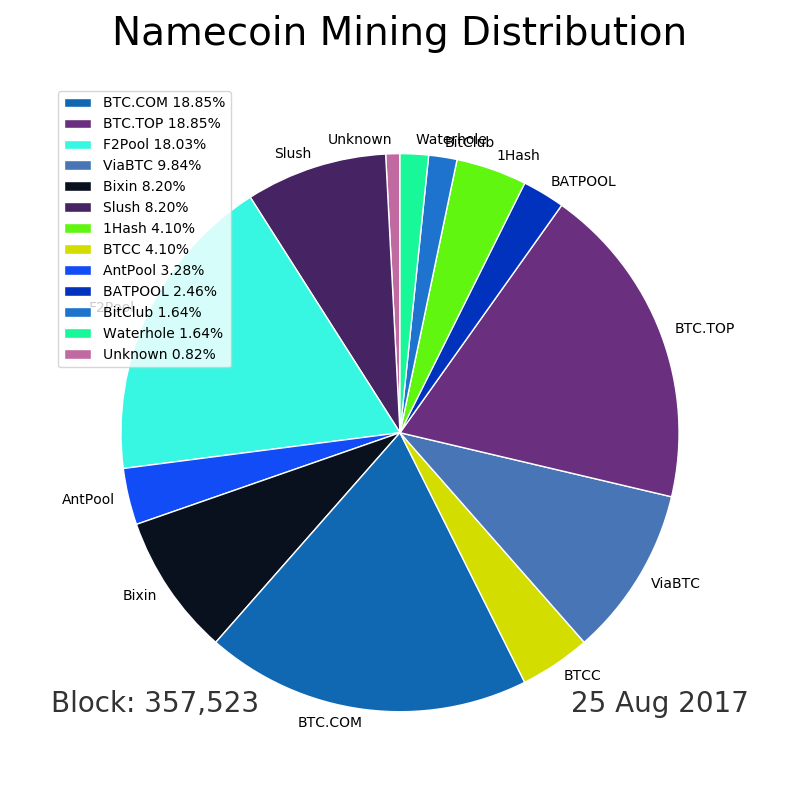 Namecoin Mining Distribution
BTC.COM 18.85%
BTC.TOP 18.85%
F2Pool 18.03%
ViaBTC 9.84%
Bixin 8.20%
Slush 8.20%
1Hash 4.10%
BTCC 4.10%
AntPool 3.28%
BATPOOL 2.46%
BitClub 1.64%
Waterhole 1.64%
Unknown 0.82%
Unknown
Waterhole
BitClub
Slush
1Hash
BATPOOL
F2Pool
BTC.TOP
AntPool
ViaBTC
Bixin
BTCC
Block: 357,523
25 Aug 2017
BTC.COM